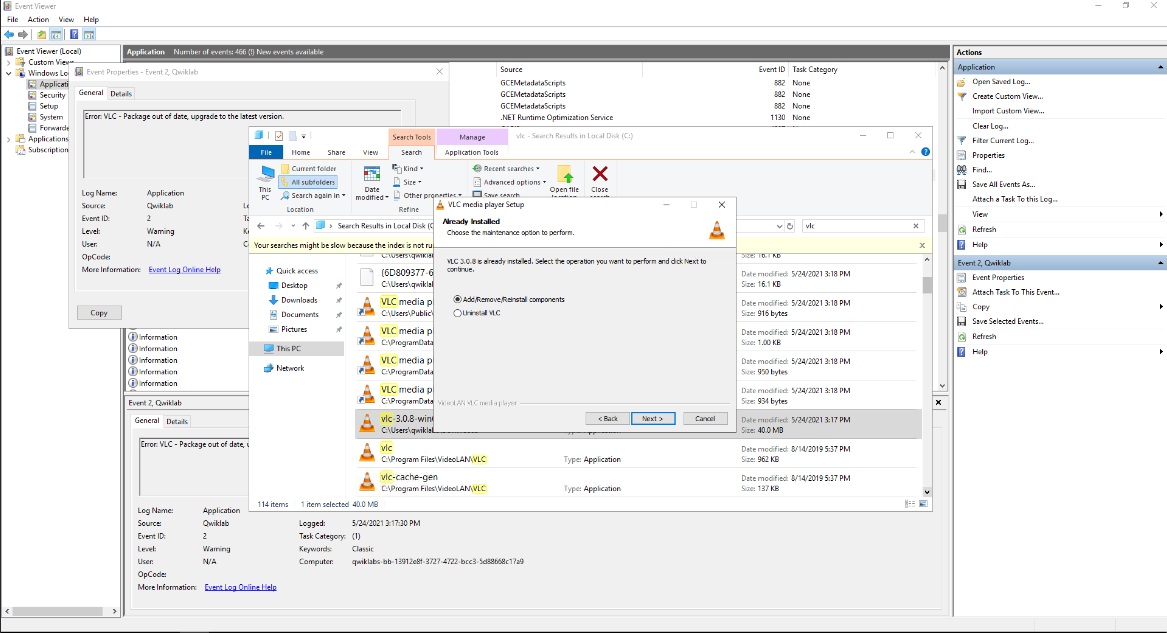 Event Viewer
File Action View Help
Event Viewer (Local)
Custom Views
Windows Lo
Applicati
Security
Setup
System
Forwarde
Applications
Subscription
Application Number of events: 466 (!) New events available
Source Event ID Task Category
GCEMetadataScripts 882 None
GCEMetadataScripts 882 None
GCEMetadataScripts 882 None
.NET Runtime Optimization Service 1130 None
Event Properties - Event 2, Qwiklab
General Details
Error: VLC - Package out of date, upgrade to the latest version.
Log Name: Application
Source: Qwiklab
Event ID: 2
Level: Warning
User: N/A
OpCode:
More Information: Event Log Online Help
Copy
Information
Information
Information
Information
Information
Search Tools Manage vlc - Search Results in Local Disk (C:)
File Home Share View Search Application Tools
This PC
Current folder
All subfolders
Search again in
Location
Date modified
Kind
Size
Other properties
Refine
Recent searches
Advanced options
Save search
Open file location
Close search
Search Results in Local Disk (C
vlc
Your searches might be slow because the index is not ru
Quick access
Desktop
Downloads
Documents
Pictures
This PC
Network
C:\Users\qwikla
Size: 16.1 KB
{6D809377-6 Date modified: 5/24/2021 3:18 PM
C:\Users\qwikla Size: 16.1 KB
VLC media p Date modified: 5/24/2021 3:18 PM
C:\Users\Public\ Size: 916 bytes
VLC media p Date modified: 5/24/2021 3:18 PM
C:\ProgramData Size: 1.00 KB
VLC media p Date modified: 5/24/2021 3:18 PM
C:\ProgramData Size: 950 bytes
VLC media p Date modified: 5/24/2021 3:18 PM
C:\ProgramData Size: 934 bytes
vlc-3.0.8-win Date modified: 5/24/2021 3:17 PM
C:\Users\qwikla Size: 40.0 MB
vlc Date modified: 8/14/2019 5:37 PM
C:\Program Files\VideoLAN\VLC Type: Application Size: 962 KB
vlc-cache-gen Date modified: 8/14/2019 5:37 PM
C:\Program Files\VideoLAN\VLC Type: Application Size: 137 KB
114 items 1 item selected 40.0 MB
VLC media player Setup
Already Installed
Choose the maintenance option to perform.
VLC 3.0.8 is already installed. Select the operation you want to perform and click Next to
continue.
Add/Remove/Reinstall components
Uninstall VLC
VideoLAN VLC media player
< Back Next > Cancel
Event 2, Qwiklab
General Details
Error: VLC - Package out of date, u
Log Name: Application
Source: Qwiklab Logged: 5/24/2021 3:17:30 PM
Event ID: 2 Task Category: (1)
Level: Warning Keywords: Classic
User: N/A Computer: qwiklabs-bb-13912e8f-3727-4722-bcc3-5d88668c17a9
OpCode:
More Information: Event Log Online Help
Actions
Application
Open Saved Log...
Create Custom View...
Import Custom View...
Clear Log...
Filter Current Log...
Properties
Find...
Save All Events As...
Attach a Task To this Log...
View
Refresh
Help
Event 2, Qwiklab
Event Properties
Attach Task To This Event...
Copy
Save Selected Events...
Refresh
Help